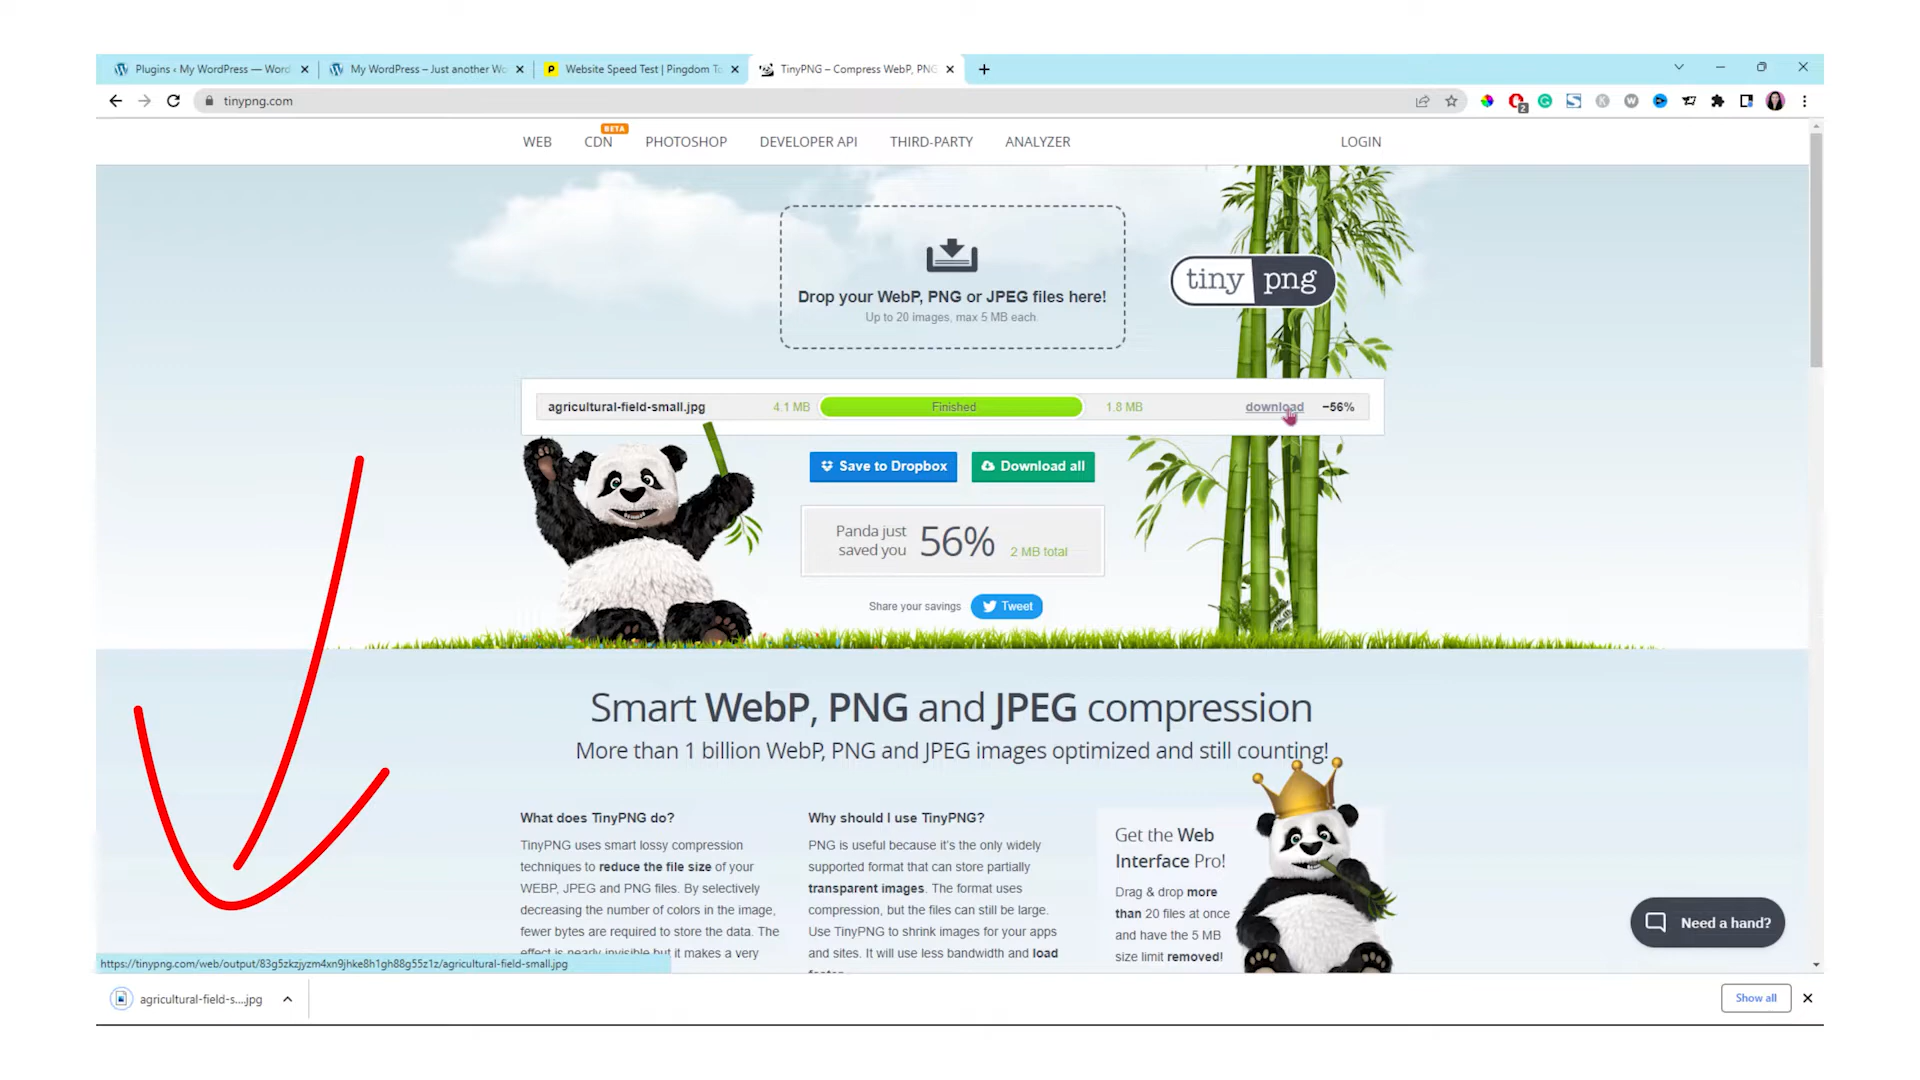 Plugins ‹ My WordPress — Word
My WordPress – Just another Wo
Website Speed Test | Pingdom To
TinyPNG – Compress WebP, PNG
tinypng.com
2
WEB
CDN
BETA
PHOTOSHOP
DEVELOPER API
THIRD-PARTY
ANALYZER
LOGIN
Drop your WebP, PNG or JPEG files here!
Up to 20 images, max 5 MB each.
tiny png
agricultural-field-small.jpg 4.1 MB Finished 1.8 MB download −56%
Save to Dropbox
Download all
Panda just
saved you
56%
2 MB total
Share your savings
Tweet
Smart WebP, PNG and JPEG compression
More than 1 billion WebP, PNG and JPEG images optimized and still counting!
What does TinyPNG do?
TinyPNG uses smart lossy compression
techniques to reduce the file size of your
WEBP, JPEG and PNG files. By selectively
decreasing the number of colors in the image,
fewer bytes are required to store the data. The
effect is nearly invisible but it makes a very
Why should I use TinyPNG?
PNG is useful because it's the only widely
supported format that can store partially
transparent images. The format uses
compression, but the files can still be large.
Use TinyPNG to shrink images for your apps
and sites. It will use less bandwidth and load
faster.
Get the Web
Interface Pro!
Drag & drop more
than 20 files at once
and have the 5 MB
size limit removed!
Need a hand?
https://tinypng.com/web/output/83g5zkzjyzm4xn9jhke8h1gh88g55z1z/agricultural-field-small.jpg
agricultural-field-s....jpg
Show all